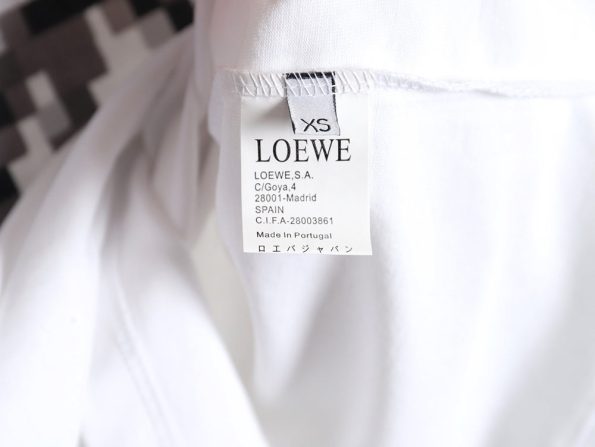 XS
LOEWE
LOEWE,S.A.
C/Goya,4
28001-Madrid
SPAIN
C.I.F.A-28003861
Made In Portugal
ロエバジャパン